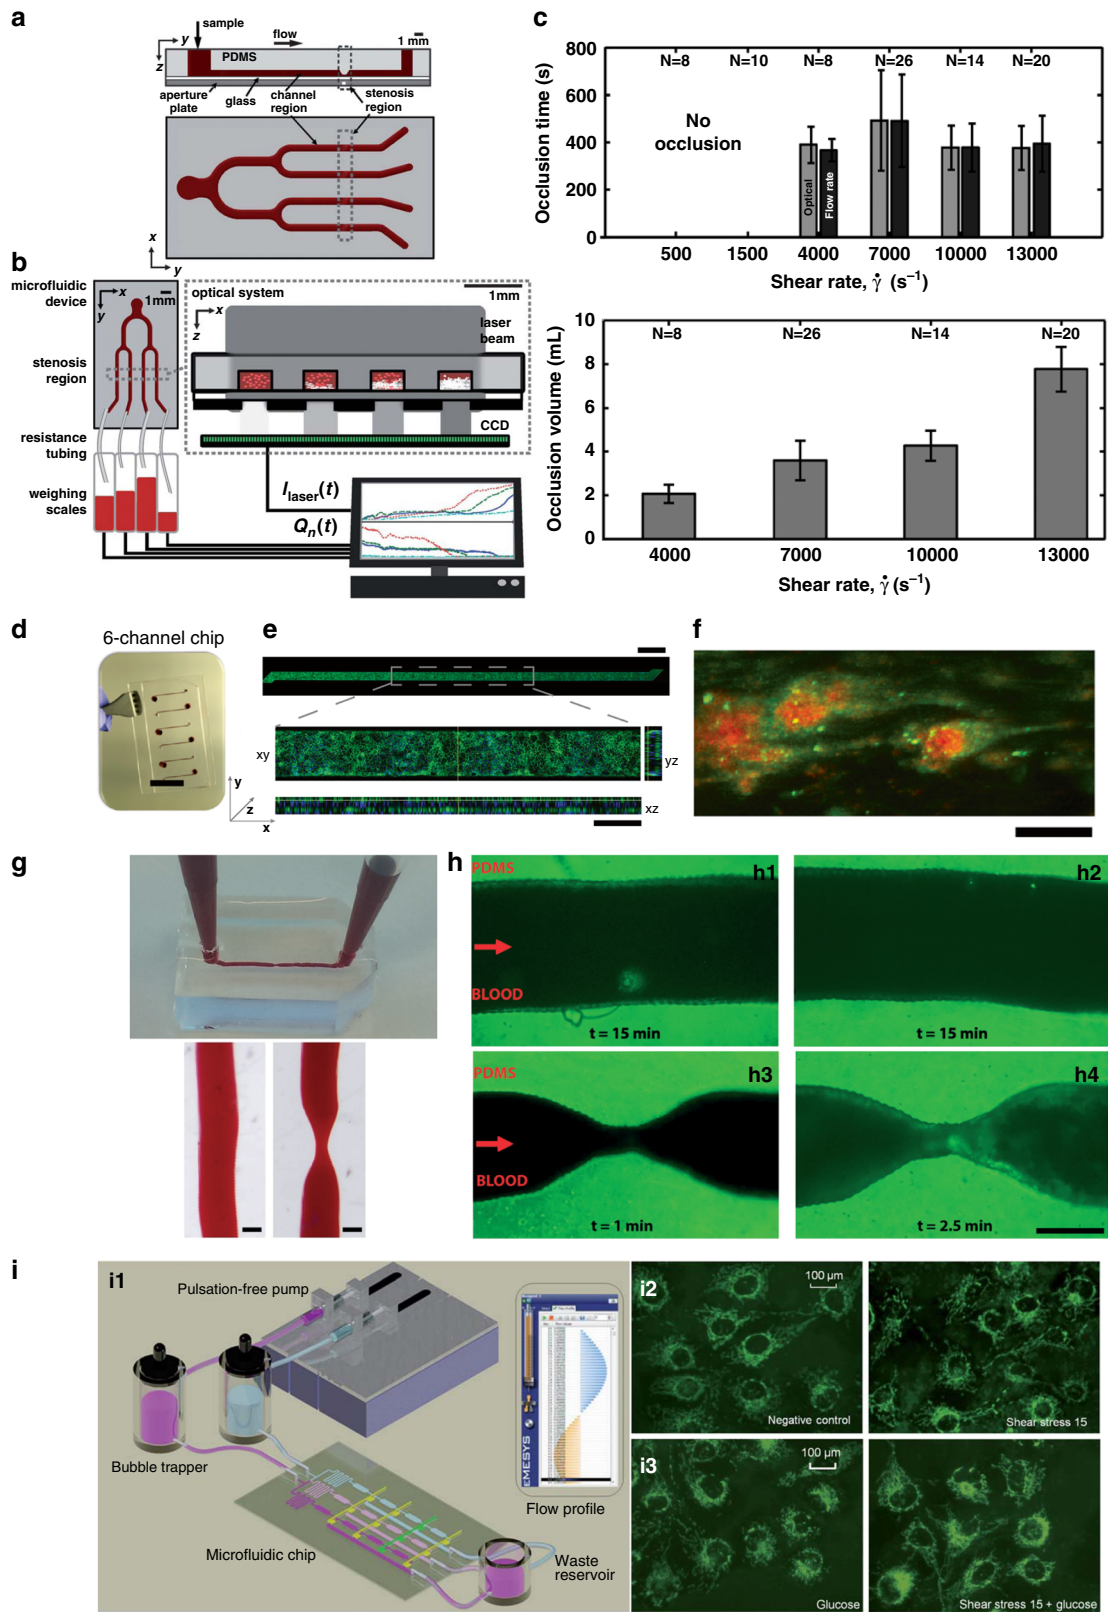 a
sample
y
z
flow
1 mm
PDMS
aperture plate
glass
channel region
stenosis region
x
y
b
microfluidic device
x
y
1mm
stenosis region
resistance tubing
weighing scales
optical system
1mm
x
z
laser beam
CCD
I laser(t)
Qn(t)
c
Occlusion time (s)
800
600
400
200
0
N=8
N=10
N=8
N=26
N=14
N=20
No occlusion
Optical
Flow rate
500
1500
4000
7000
10000
13000
Shear rate, γ̇ (s⁻¹)
Occlusion volume (mL)
10
8
6
4
2
0
N=8
N=26
N=14
N=20
4000
7000
10000
13000
Shear rate, γ̇ (s⁻¹)
d
6-channel chip
y
z
x
e
xy
yz
xz
f
g
h
PDMS
h1
BLOOD
t = 15 min
h2
t = 15 min
PDMS
h3
BLOOD
t = 1 min
h4
t = 2.5 min
i
i1
Pulsation-free pump
Bubble trapper
Microfluidic chip
Waste reservoir
Flow profile
i2
100 µm
Negative control
Shear stress 15
i3
100 µm
Glucose
Shear stress 15 + glucose